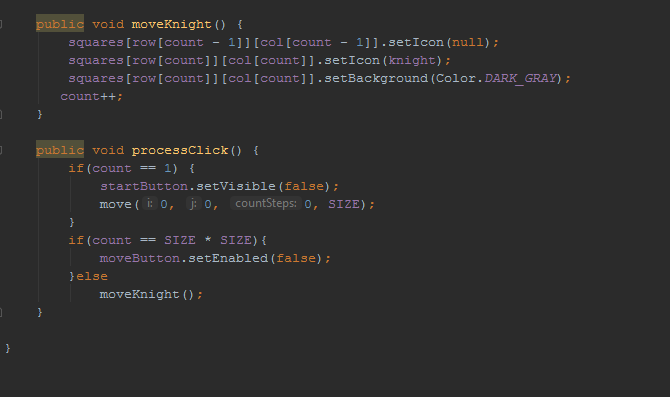 public void moveKnight() {
squares[row[count - 1]][col[count - 1]].setIcon(null);
squares[row[count]][col[count]].setIcon(knight);
squares[row[count]][col[count]].setBackground(Color.DARK_GRAY);
count++;
}
public void processClick() {
if(count == 1) {
startButton.setVisible(false);
move( i: 0, j: 0, countSteps: 0, SIZE);
}
if(count == SIZE * SIZE){
moveButton.setEnabled(false);
}else
moveKnight();
}
}